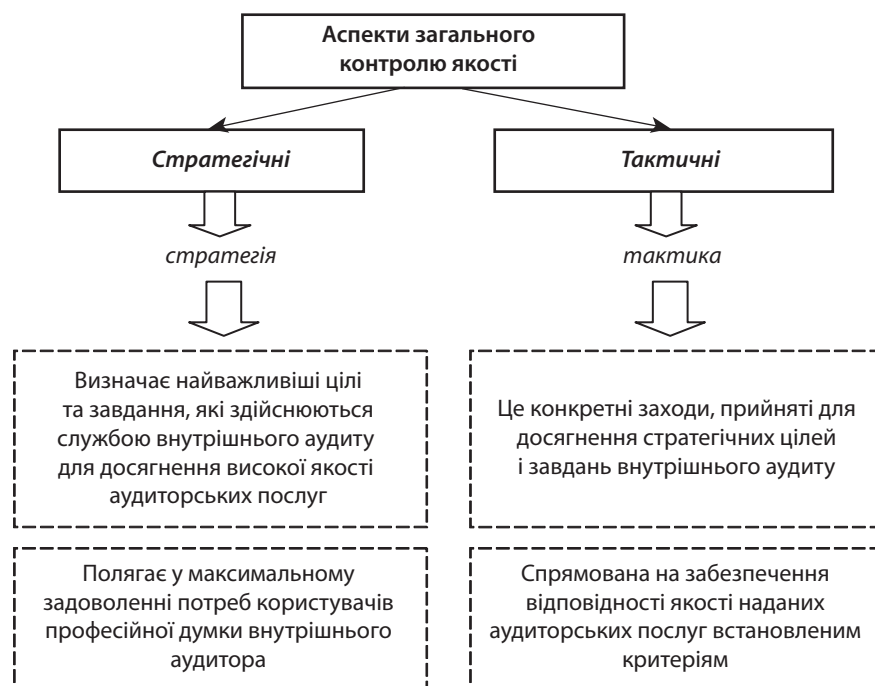 Аспекти загального
контролю якості
Стратегічні
Тактичні
стратегія
тактика
Визначає найважливіші цілі
та завдання, які здійснюються
службою внутрішнього аудиту
для досягнення високої якості
аудиторських послуг
Це конкретні заходи, прийняті для
досягнення стратегічних цілей
і завдань внутрішнього аудиту
Полягає у максимальному
задоволенні потреб користувачів
професійної думки внутрішнього
аудитора
Спрямована на забезпечення
відповідності якості наданих
аудиторських послуг встановленим
критеріям